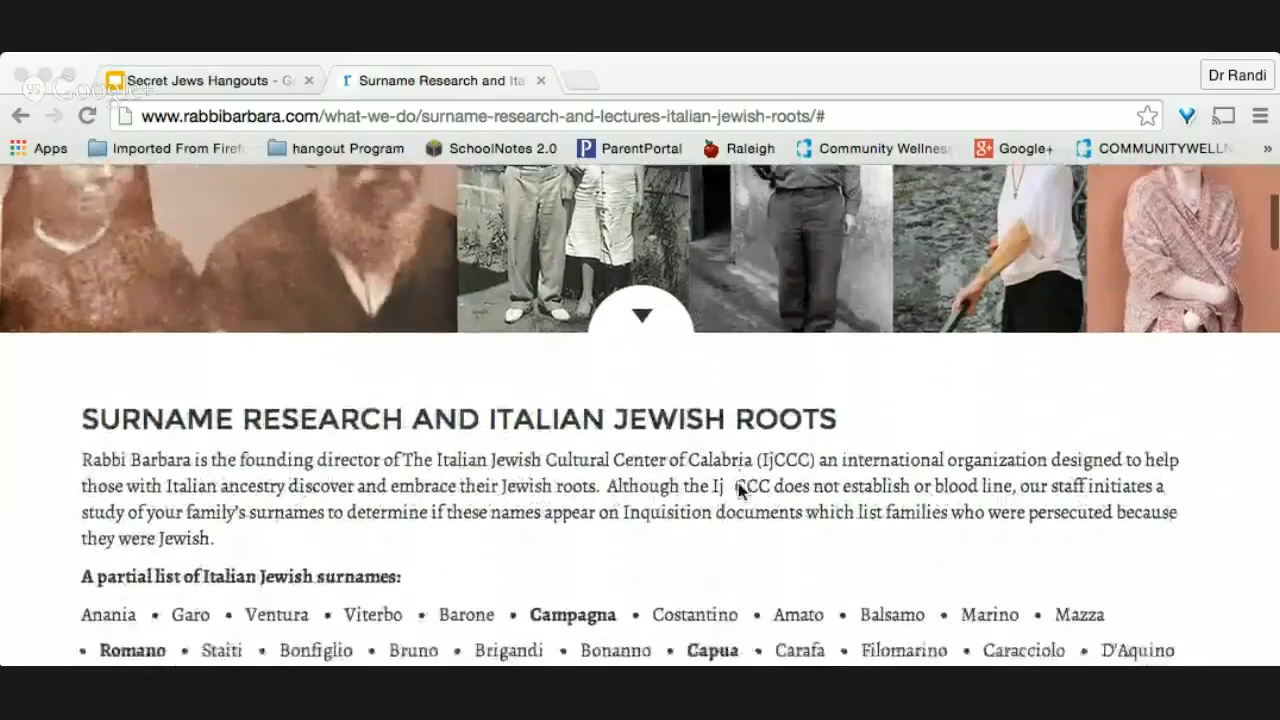 Secret Jews Hangouts - G
Surname Research and Ita
Dr Randi
Google+
www.rabbibarbara.com/what-we-do/surname-research-and-lectures-italian-jewish-roots/#
Apps Imported From Firef hangout Program SchoolNotes 2.0 ParentPortal Raleigh Community Wellnes Google+ COMMUNITYWELLN »
SURNAME RESEARCH AND ITALIAN JEWISH ROOTS
Rabbi Barbara is the founding director of The Italian Jewish Cultural Center of Calabria (IjCCC) an international organization designed to help
those with Italian ancestry discover and embrace their Jewish roots. Although the Ij CCC does not establish or blood line, our staff initiates a
study of your family's surnames to determine if these names appear on Inquisition documents which list families who were persecuted because
they were Jewish.
A partial list of Italian Jewish surnames:
Anania • Garo • Ventura • Viterbo • Barone • Campagna • Costantino • Amato • Balsamo • Marino • Mazza
• Romano • Staiti • Bonfiglio • Bruno • Brigandi • Bonanno • Capua • Carafa • Filomarino • Caracciolo • D'Aquino